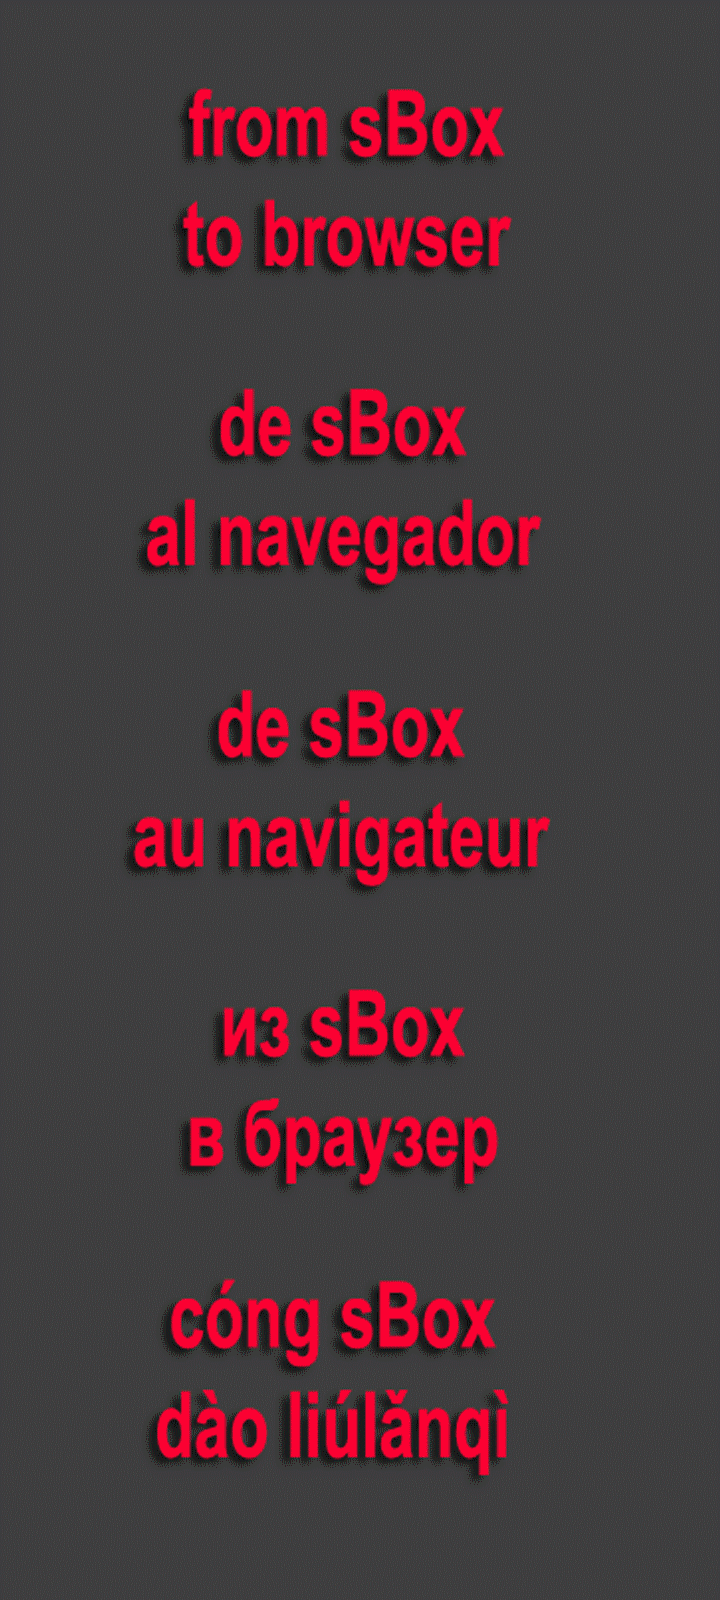 from sBox
to browser
de sBox
al navegador
de sBox
au navigateur
из sBox
в браузер
cóng sBox
dào liúlǎnqì